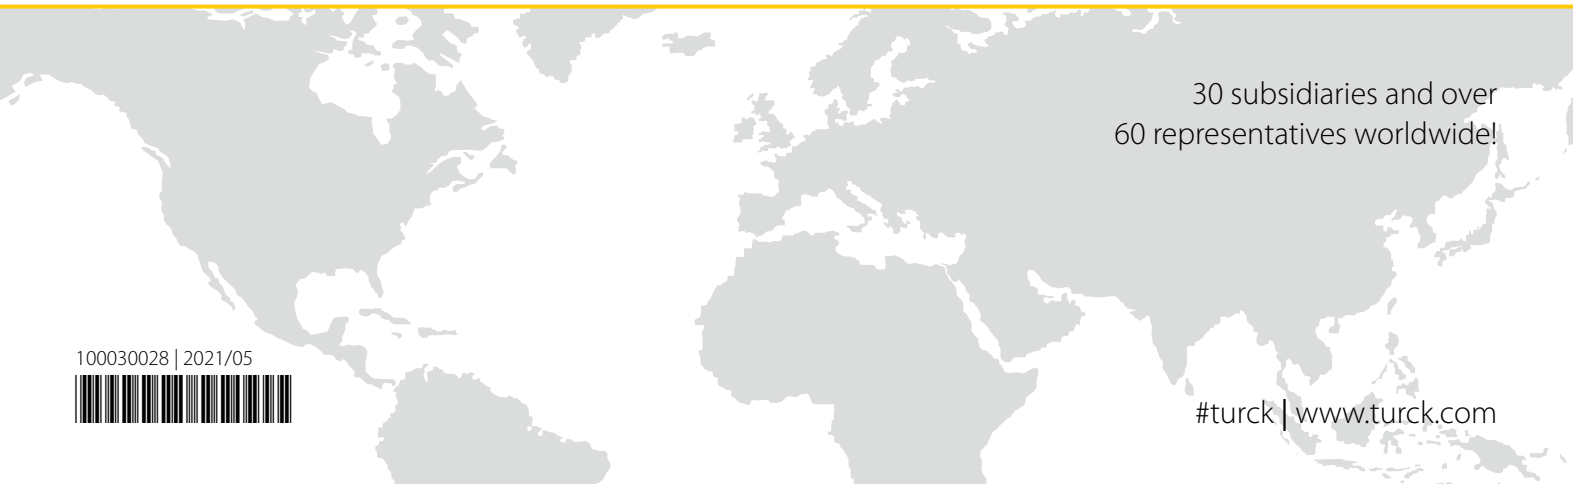 30 subsidiaries and over
60 representatives worldwide!
100030028 | 2021/05
#turck | www.turck.com